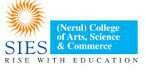 (Nerul) College
of Arts, Science
& Commerce
SIES
RISE WITH EDUCATION